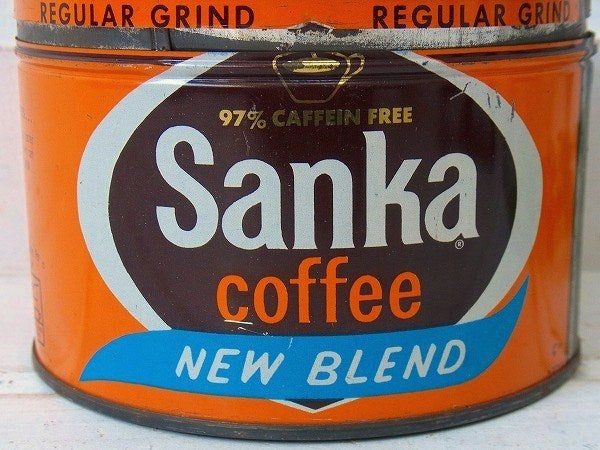 REGULAR GRIND REGULAR GRIND
97% CAFFEIN FREE
Sanka®
coffee
NEW BLEND